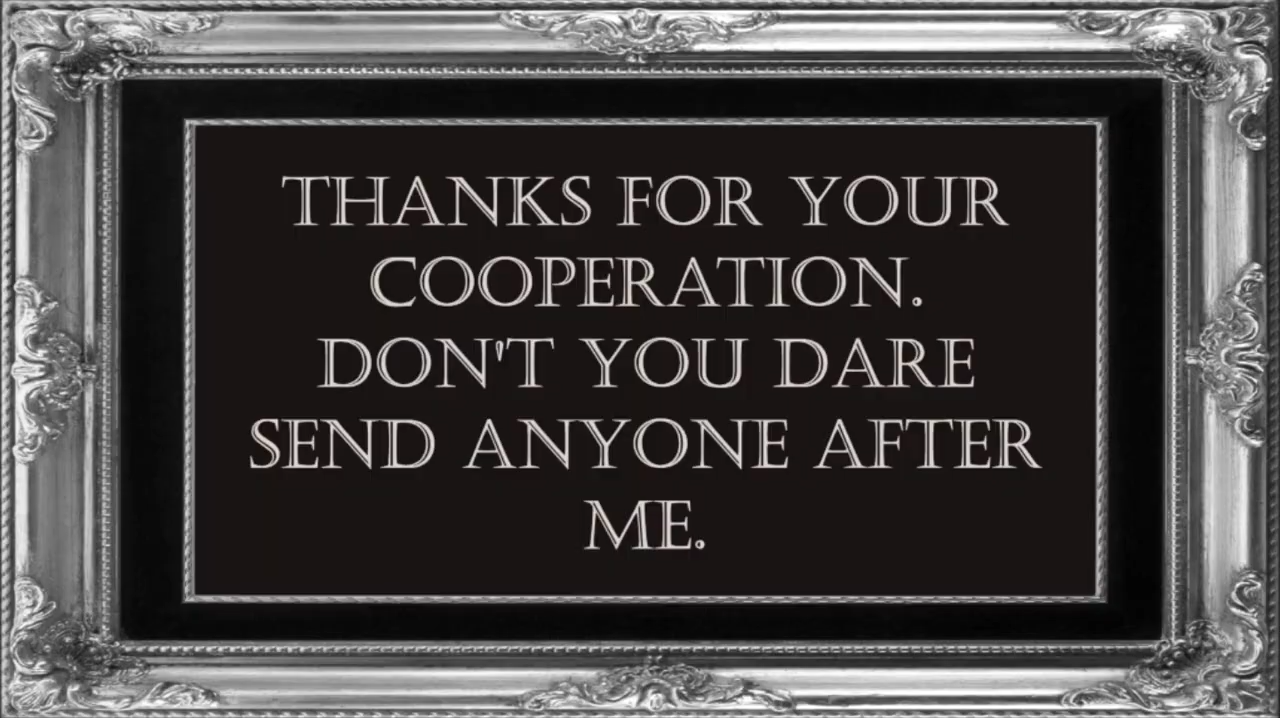 THANKS FOR YOUR
COOPERATION.
DON'T YOU DARE
SEND ANYONE AFTER
ME.